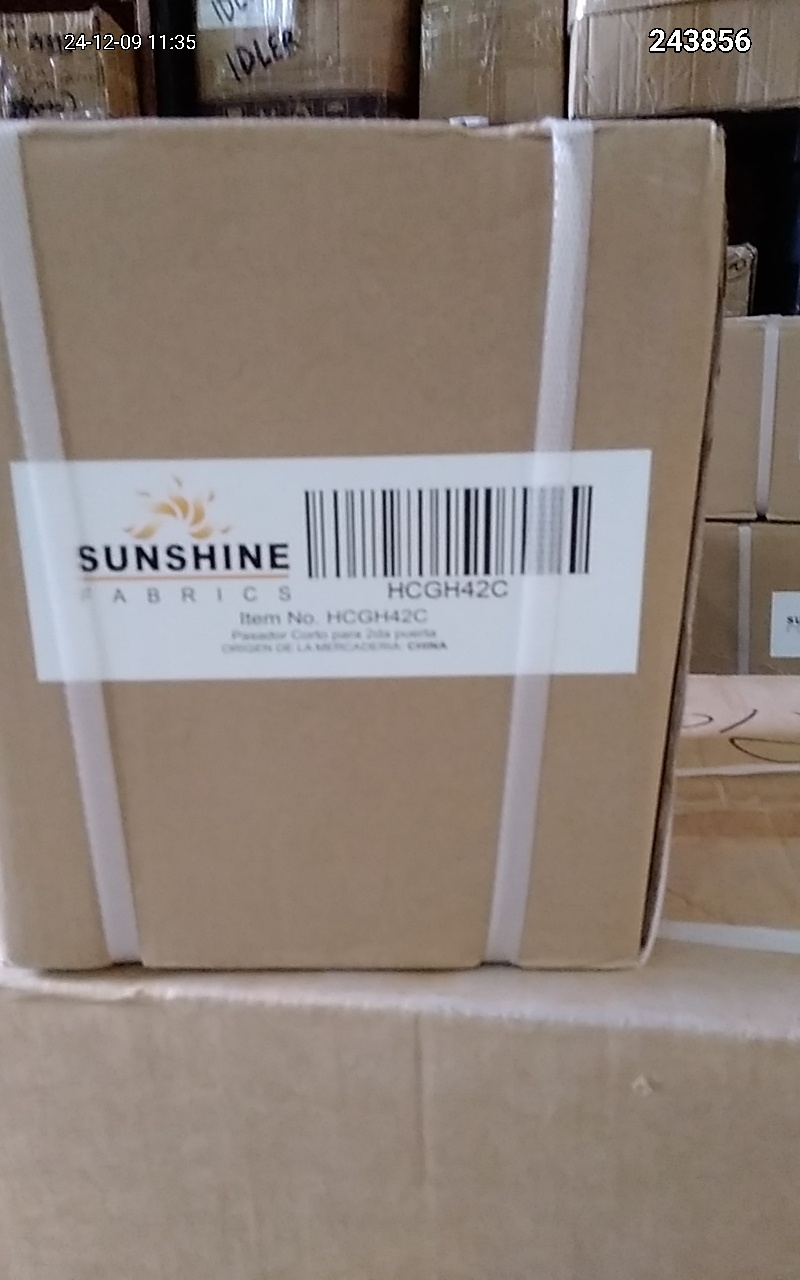 24-12-09 11:35
243856
IDLER
SUNSHINE
FABRICS
HCGH42C
Item No. HCGH42C
Pasador Corto para 2da puerta
ORIGEN DE LA MERCADERIA: CHINA